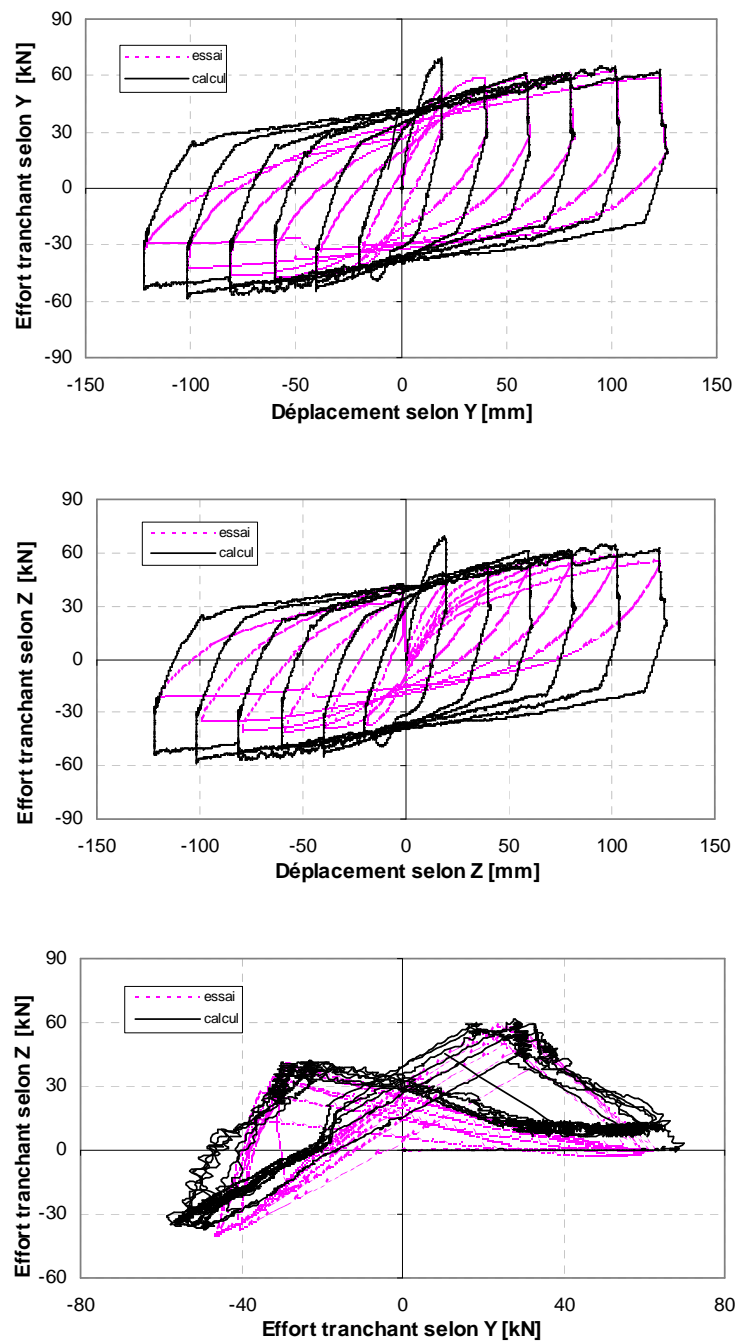 Effort tranchant selon Y [kN]
90
60
30
0
-30
-60
-90
essai
calcul
-150 -100 -50 0 50 100 150
Déplacement selon Y [mm]
Effort tranchant selon Z [kN]
90
60
30
0
-30
-60
-90
essai
calcul
-150 -100 -50 0 50 100 150
Déplacement selon Z [mm]
Effort tranchant selon Z [kN]
90
60
30
0
-30
-60
essai
calcul
-80 -40 0 40 80
Effort tranchant selon Y [kN]